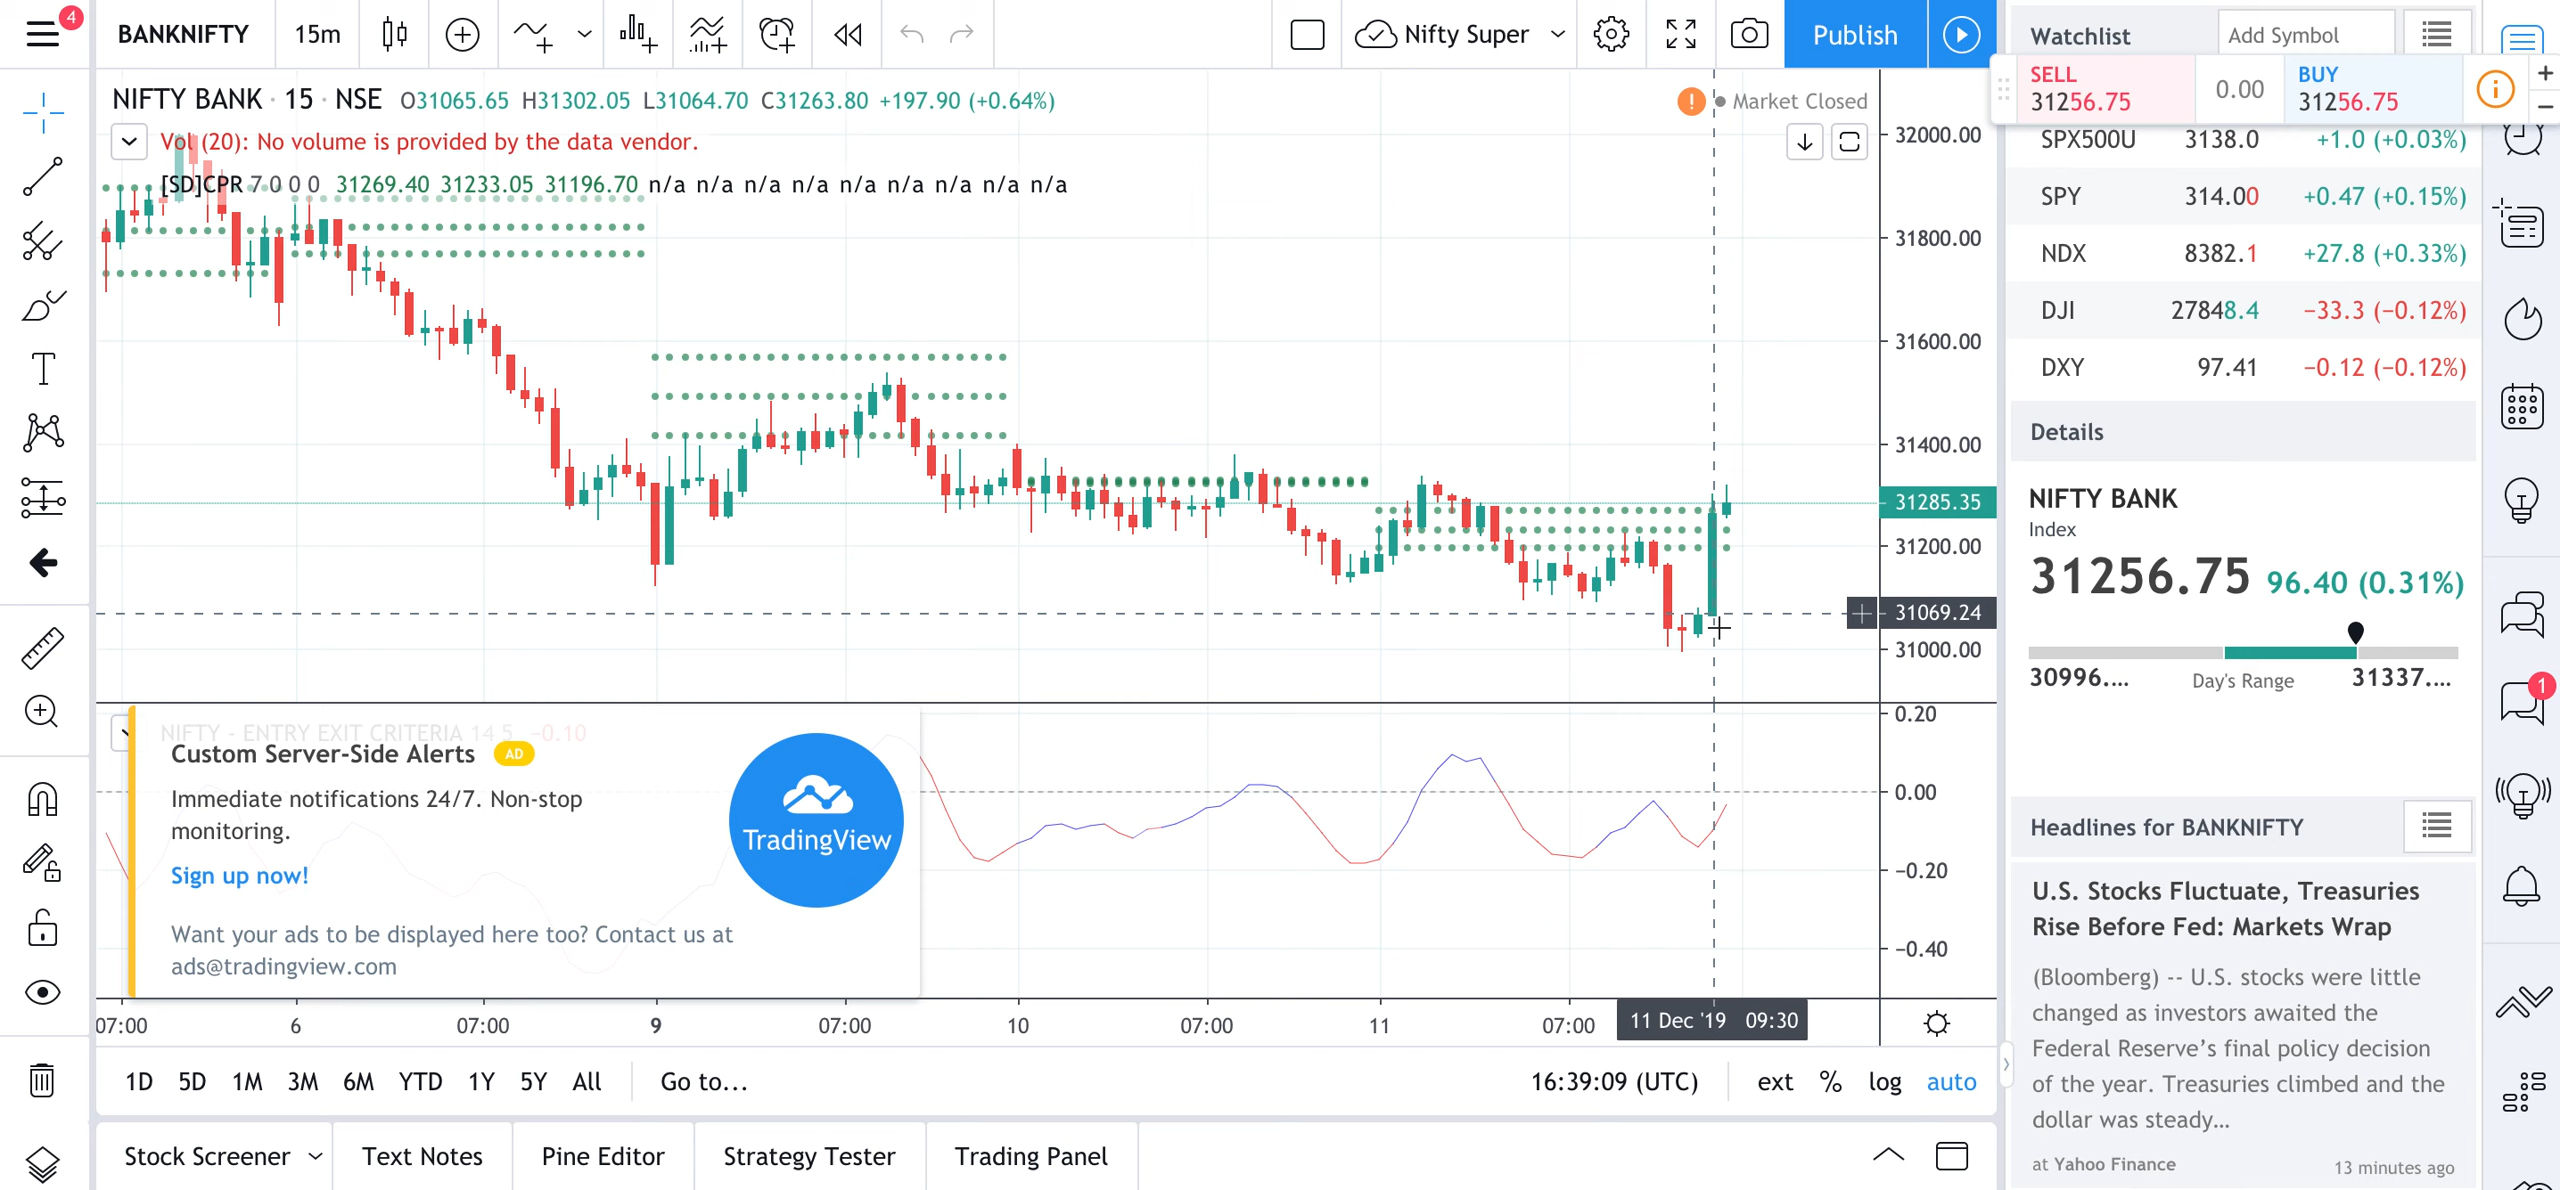 4
BANKNIFTY
15m
Nifty Super
Publish
NIFTY BANK · 15 · NSE O31065.65 H31302.05 L31064.70 C31263.80 +197.90 (+0.64%)
Market Closed
Vol (20): No volume is provided by the data vendor.
[SD]CPR 7 0 0 0 31269.40 31233.05 31196.70 n/a n/a n/a n/a n/a n/a n/a n/a n/a
32000.00
31800.00
31600.00
31400.00
31285.35
31200.00
31069.24
31000.00
NIFTY - ENTRY EXIT CRITERIA 14 5 −0.10
Custom Server-Side Alerts AD
Immediate notifications 24/7. Non-stop
monitoring.
Sign up now!
Want your ads to be displayed here too? Contact us at
ads@tradingview.com
TradingView
0.20
0.00
−0.20
−0.40
07:00 6 07:00 9 07:00 10 07:00 11 07:00 11 Dec '19 09:30
1D 5D 1M 3M 6M YTD 1Y 5Y All Go to...
16:39:09 (UTC) ext % log auto
Stock Screener Text Notes Pine Editor Strategy Tester Trading Panel
Watchlist Add Symbol
SELL
31256.75
0.00
BUY
31256.75
SPX500U 3138.0 +1.0 (+0.03%)
SPY 314.00 +0.47 (+0.15%)
NDX 8382.1 +27.8 (+0.33%)
DJI 27848.4 −33.3 (−0.12%)
DXY 97.41 −0.12 (−0.12%)
Details
NIFTY BANK
Index
31256.75 96.40 (0.31%)
30996.... Day's Range 31337....
Headlines for BANKNIFTY
U.S. Stocks Fluctuate, Treasuries
Rise Before Fed: Markets Wrap
(Bloomberg) -- U.S. stocks were little
changed as investors awaited the
Federal Reserve’s final policy decision
of the year. Treasuries climbed and the
dollar was steady...
at Yahoo Finance 13 minutes ago
1